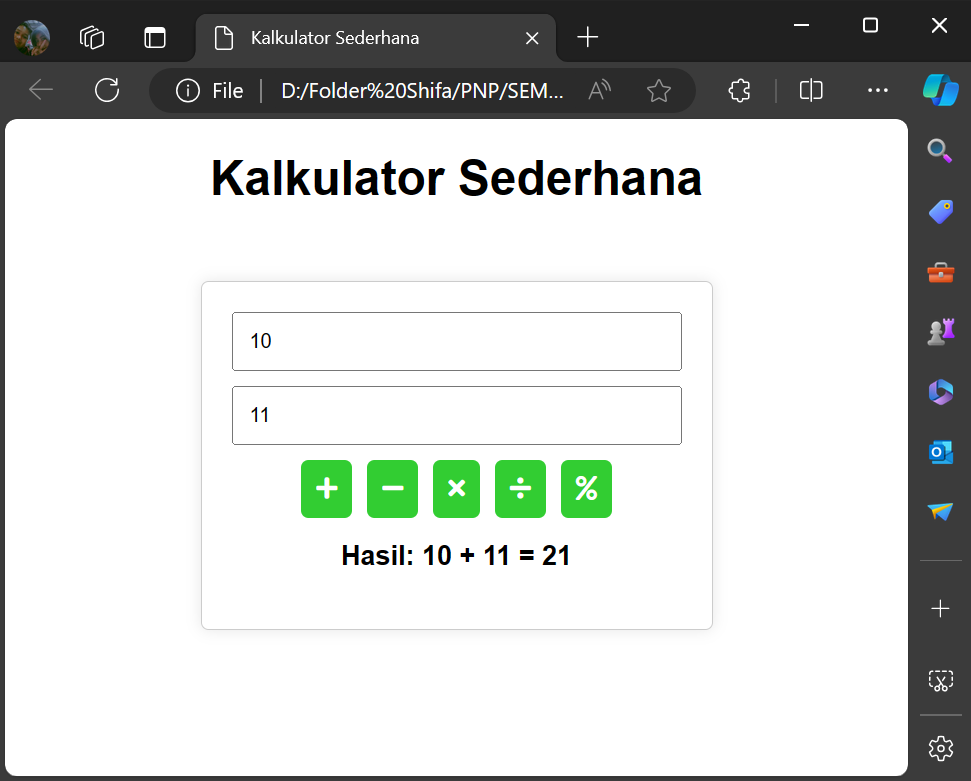 Kalkulator Sederhana
File
D:/Folder%20Shifa/PNP/SEM...
Kalkulator Sederhana
10
11
+ − × ÷ %
Hasil: 10 + 11 = 21